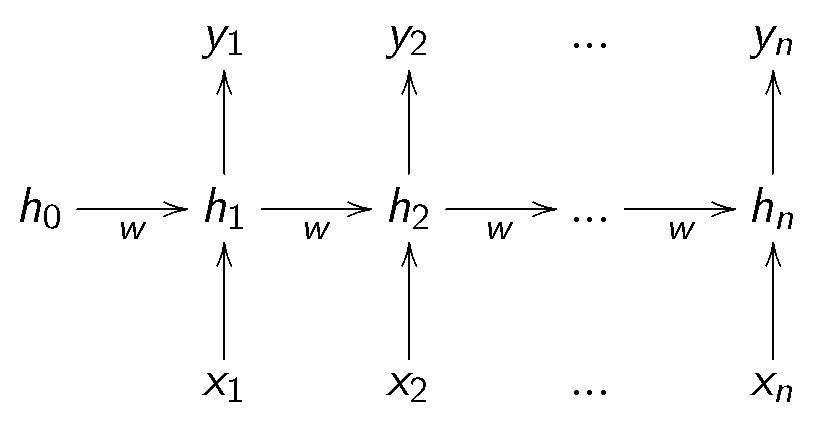 y₁ y₂ ... yₙ
h₀ h₁ h₂ ... hₙ
w w w w
x₁ x₂ ... xₙ